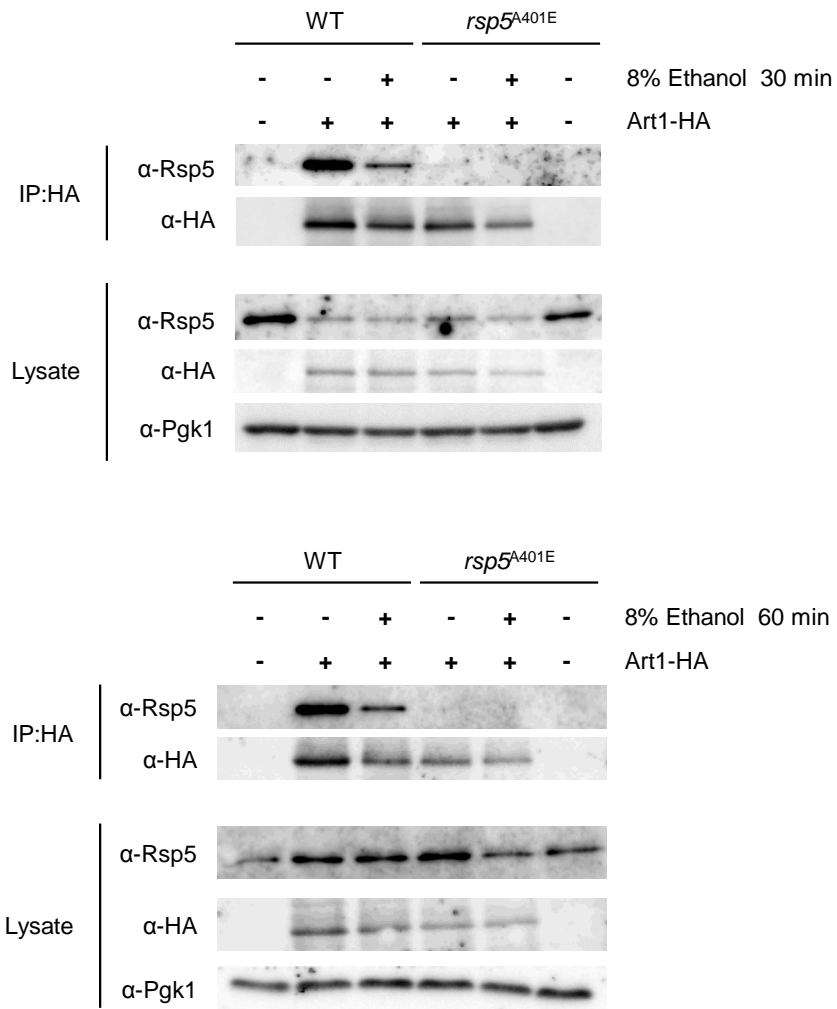 WT rsp5A401E
- - + - + - 8% Ethanol 30 min
- + + + + - Art1-HA
IP:HA
α-Rsp5
α-HA
Lysate
α-Rsp5
α-HA
α-Pgk1
WT rsp5A401E
- - + - + - 8% Ethanol 60 min
- + + + + - Art1-HA
IP:HA
α-Rsp5
α-HA
Lysate
α-Rsp5
α-HA
α-Pgk1